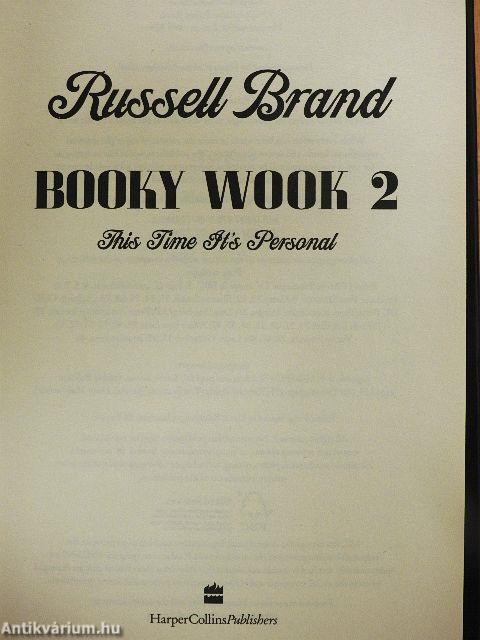 Russell Brand
BOOKY WOOK 2
This Time It's Personal
HarperCollinsPublishers
Antikvárium.hu